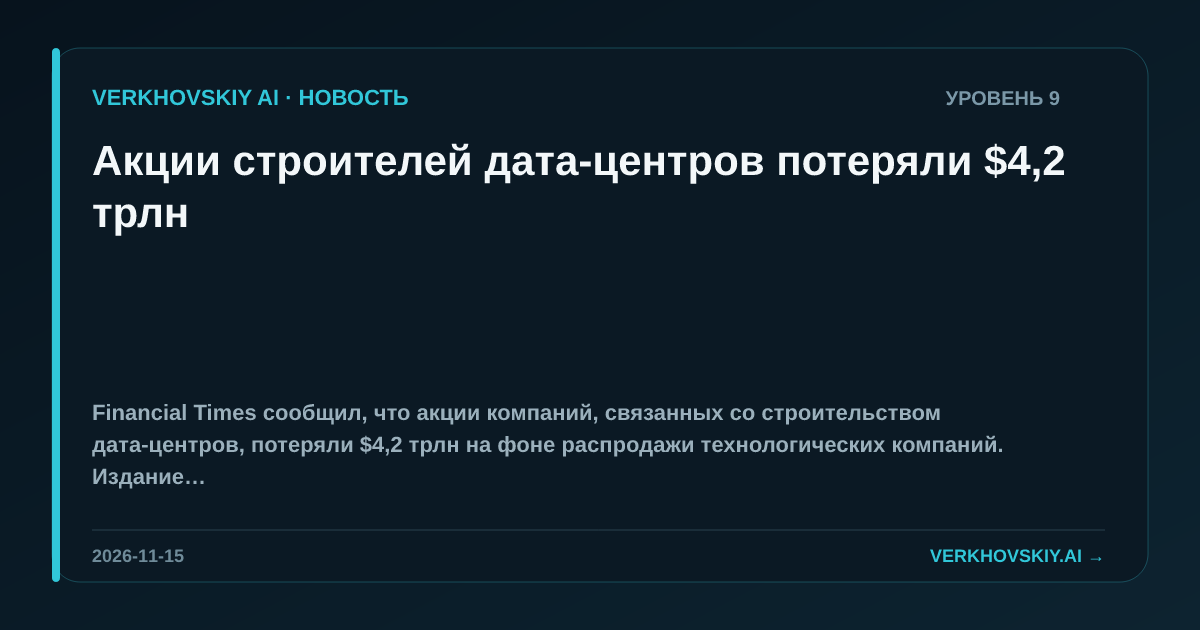 VERKHOVSKIY AI · НОВОСТЬ
УРОВЕНЬ 9
Акции строителей дата-центров потеряли $4,2
трлн
Financial Times сообщил, что акции компаний, связанных со строительством
дата-центров, потеряли $4,2 трлн на фоне распродажи технологических компаний.
Издание…
2026-11-15
VERKHOVSKIY.AI →